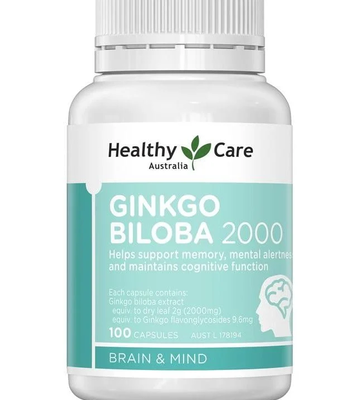 Healthy Care
Australia
GINKGO
BILOBA 2000
Helps support memory, mental alertness
and maintains cognitive function
Each capsule contains:
Ginkgo biloba extract
equiv. to dry leaf 2g (2000mg)
equiv. to Ginkgo flavonglycosides 9.6mg
100 CAPSULES AUST L 178194
BRAIN & MIND